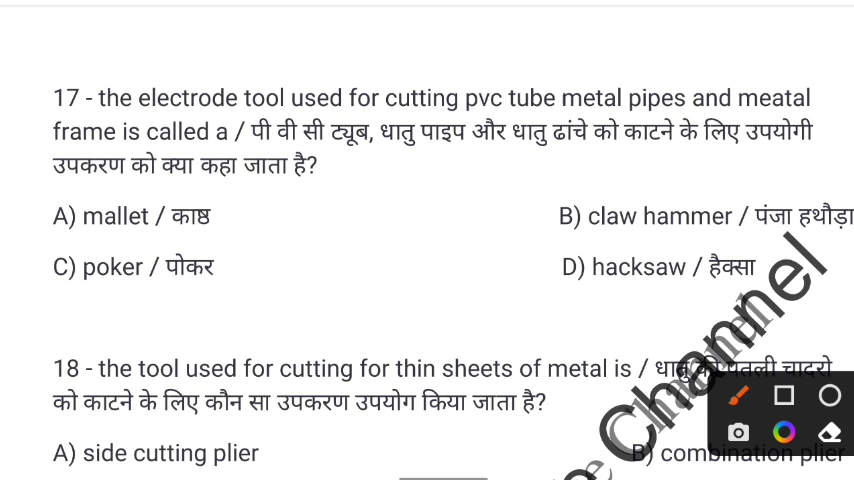 17 - the electrode tool used for cutting pvc tube metal pipes and meatal
frame is called a / पी वी सी ट्यूब, धातु पाइप और धातु ढांचे को काटने के लिए उपयोगी
उपकरण को क्या कहा जाता है?
A) mallet / काष्ठ
B) claw hammer / पंजा हथौड़ा
C) poker / पोकर
D) hacksaw / हैक्सा
Channel
18 - the tool used for cutting for thin sheets of metal is / धातु की पतली चादरो
को काटने के लिए कौन सा उपकरण उपयोग किया जाता है?
A) side cutting plier
B) combination plier